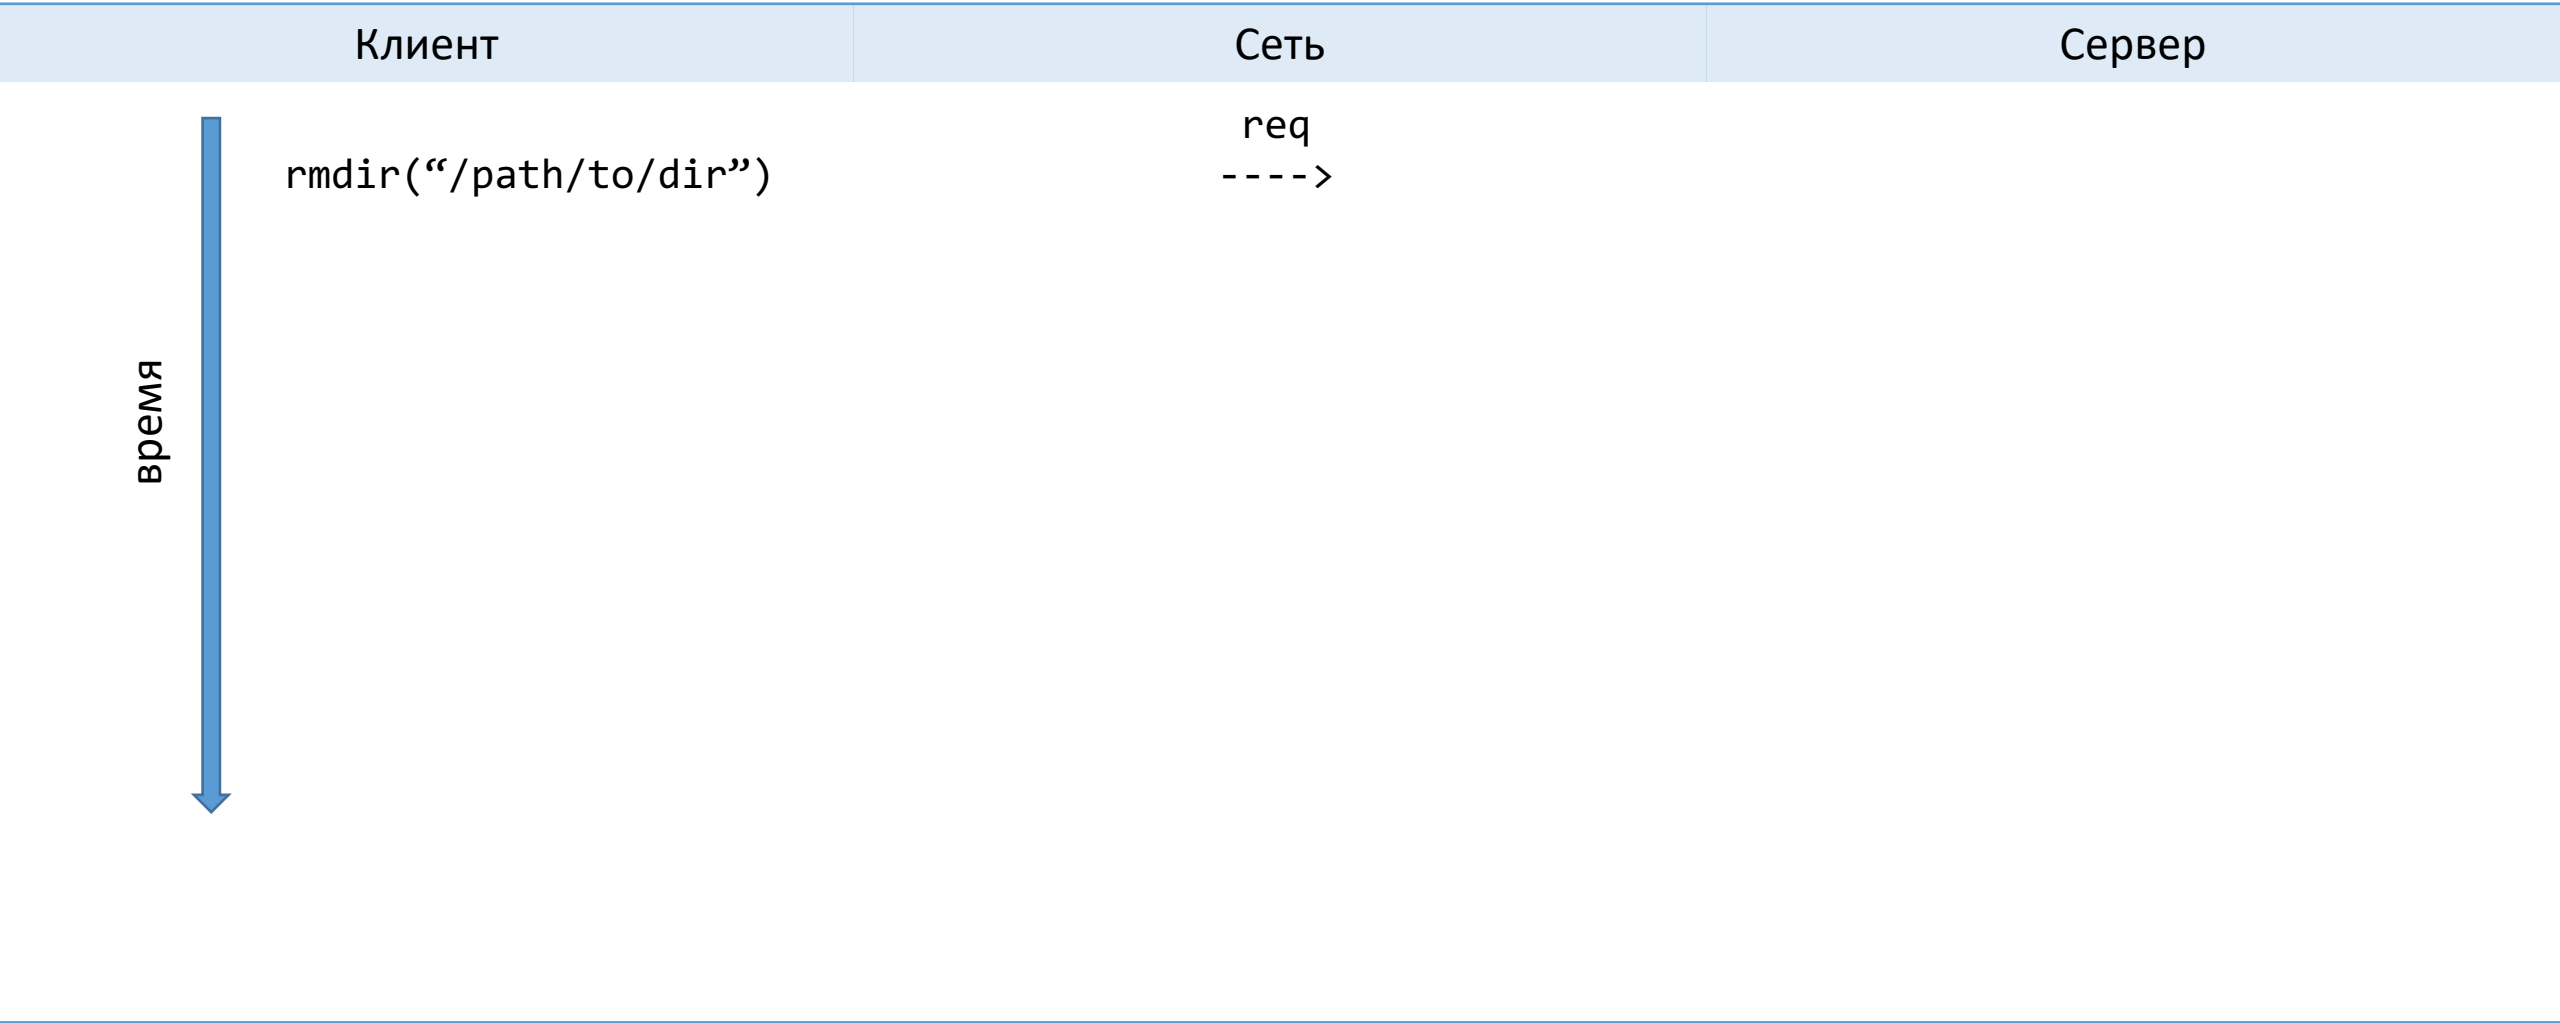 Клиент
Сеть
Сервер
req
rmdir(“/path/to/dir”)
---->
время